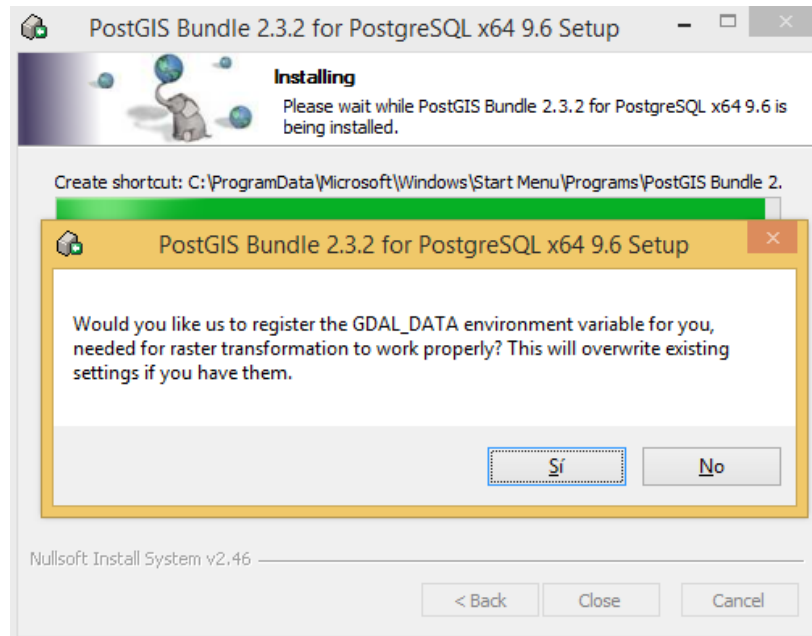 PostGIS Bundle 2.3.2 for PostgreSQL x64 9.6 Setup
Installing
Please wait while PostGIS Bundle 2.3.2 for PostgreSQL x64 9.6 is
being installed.
Create shortcut: C:\ProgramData\Microsoft\Windows\Start Menu\Programs\PostGIS Bundle 2.
PostGIS Bundle 2.3.2 for PostgreSQL x64 9.6 Setup
Would you like us to register the GDAL_DATA environment variable for you,
needed for raster transformation to work properly? This will overwrite existing
settings if you have them.
Sí No
Nullsoft Install System v2.46
< Back Close Cancel